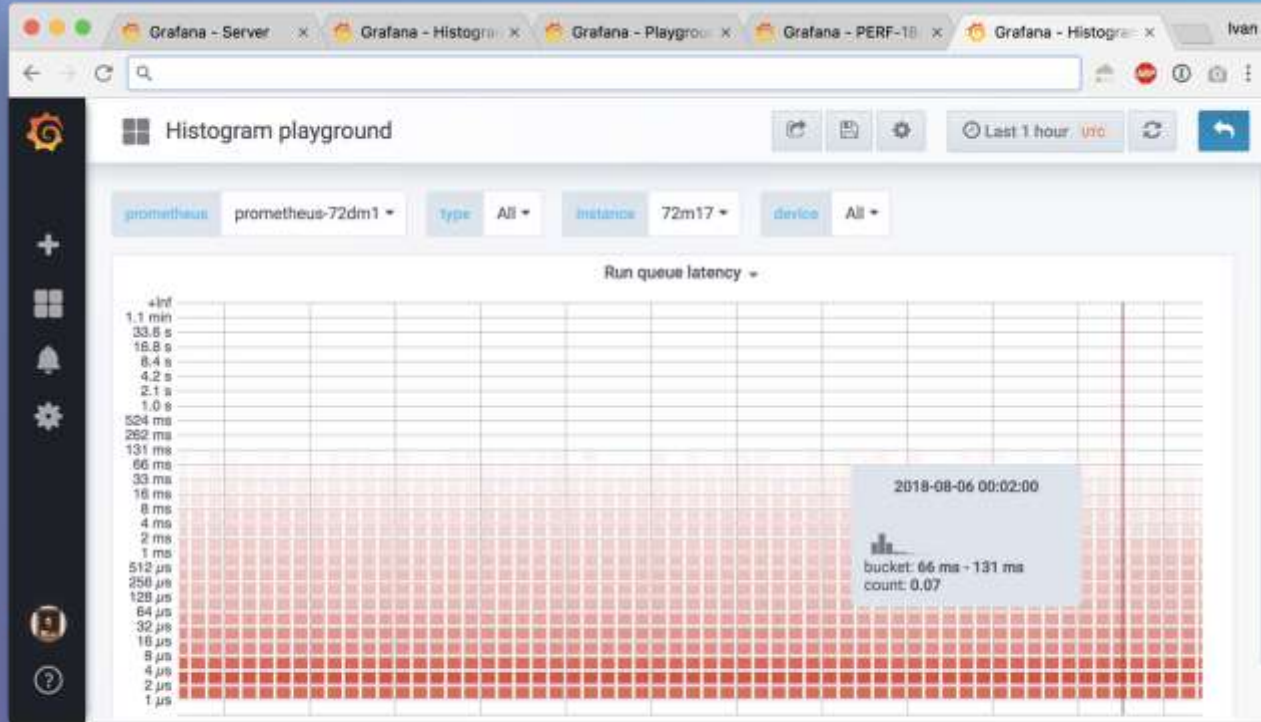 Grafana - Server
Grafana - Histogra
Grafana - Playgrou
Grafana - PERF-18
Grafana - Histogra
Ivan
Histogram playground
Last 1 hour UTC
prometheus prometheus-72dm1
type All
instance 72m17
device All
Run queue latency
+Inf
1.1 min
33.6 s
16.8 s
8.4 s
4.2 s
2.1 s
1.0 s
524 ms
262 ms
131 ms
66 ms
33 ms
16 ms
8 ms
4 ms
2 ms
1 ms
512 µs
256 µs
128 µs
64 µs
32 µs
16 µs
8 µs
4 µs
2 µs
1 µs
2018-08-06 00:02:00
bucket: 66 ms - 131 ms
count: 0.07
ABP